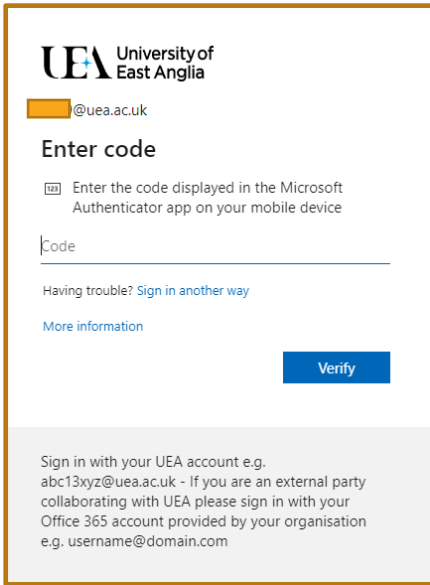 UEA University of
East Anglia
@uea.ac.uk
Enter code
123 Enter the code displayed in the Microsoft
Authenticator app on your mobile device
Code
Having trouble? Sign in another way
More information
Verify
Sign in with your UEA account e.g.
abc13xyz@uea.ac.uk - If you are an external party
collaborating with UEA please sign in with your
Office 365 account provided by your organisation
e.g. username@domain.com